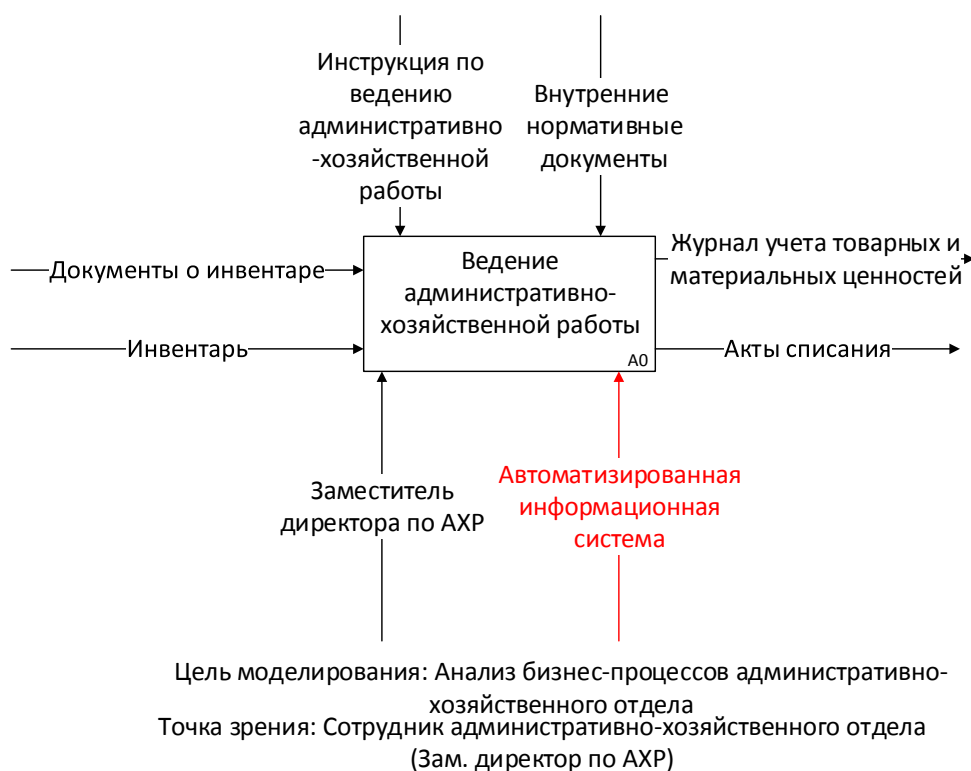 Инструкция по
ведению
административно
-хозяйственной
работы
Внутренние
нормативные
документы
Документы о инвентаре
Инвентарь
Ведение
административно-
хозяйственной работы
A0
Журнал учета товарных и
материальных ценностей
Акты списания
Заместитель
директора по АХР
Автоматизированная
информационная
система
Цель моделирования: Анализ бизнес-процессов административно-
хозяйственного отдела
Точка зрения: Сотрудник административно-хозяйственного отдела
(Зам. директор по АХР)